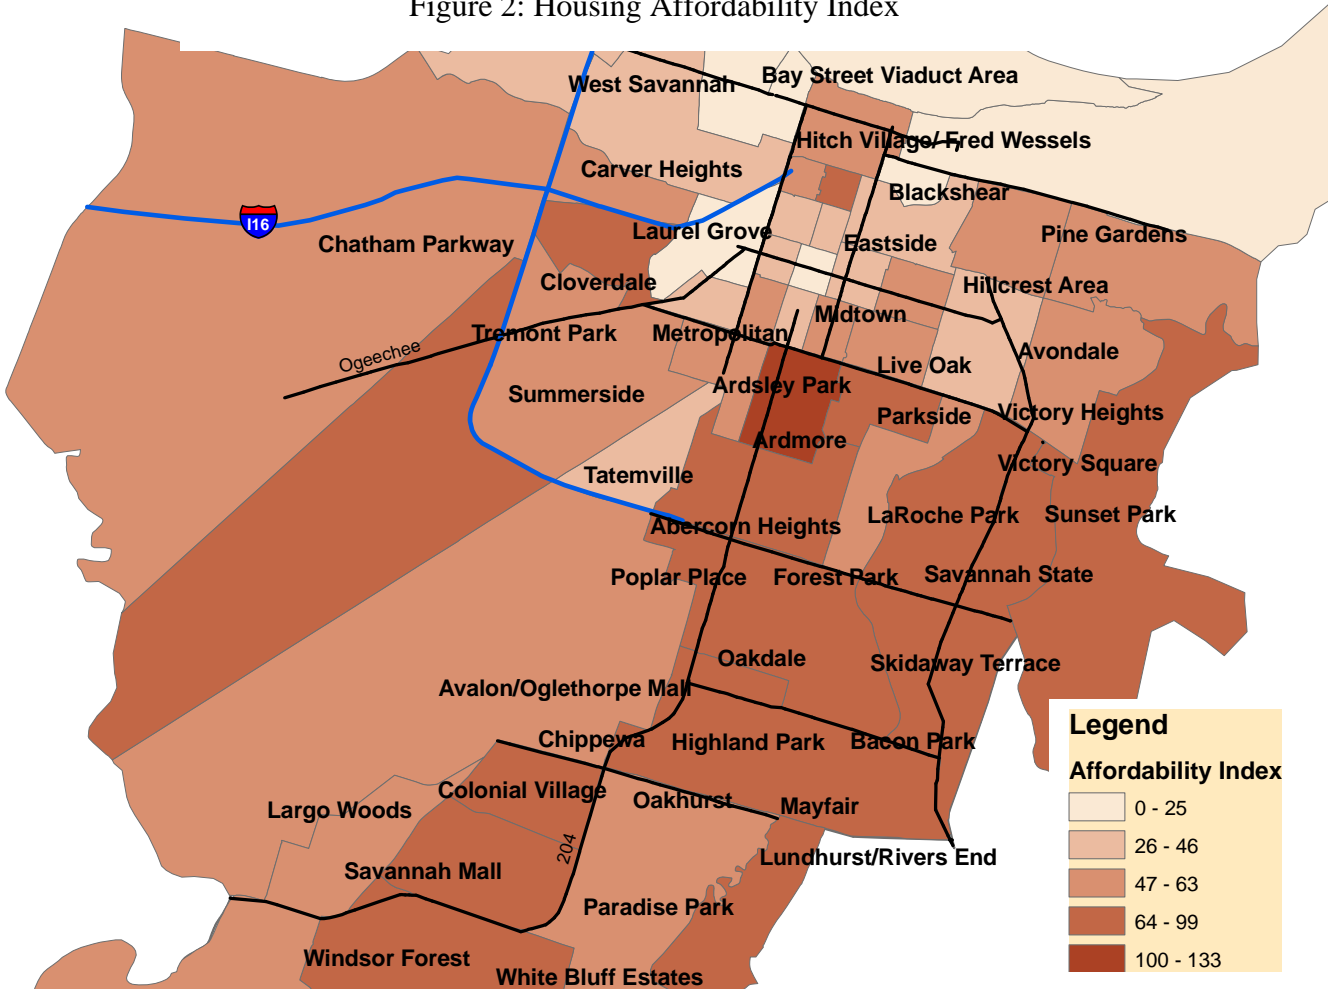 Figure 2: Housing Affordability Index
West Savannah
Bay Street Viaduct Area
Hitch Village/ Fred Wessels
Carver Heights
Blackshear
I16
Chatham Parkway
Laurel Grove
Eastside
Pine Gardens
Cloverdale
Hillcrest Area
Midtown
Tremont Park
Metropolitan
Ogeechee
Live Oak
Avondale
Summerside
Ardsley Park
Parkside
Victory Heights
Ardmore
Victory Square
Tatemville
Abercorn Heights
LaRoche Park
Sunset Park
Poplar Place
Forest Park
Savannah State
Oakdale
Skidaway Terrace
Avalon/Oglethorpe Mall
Chippewa
Highland Park
Bacon Park
Colonial Village
Oakhurst
Mayfair
Largo Woods
204
Lundhurst/Rivers End
Savannah Mall
Paradise Park
Windsor Forest
White Bluff Estates
Legend
Affordability Index
0 - 25
26 - 46
47 - 63
64 - 99
100 - 133